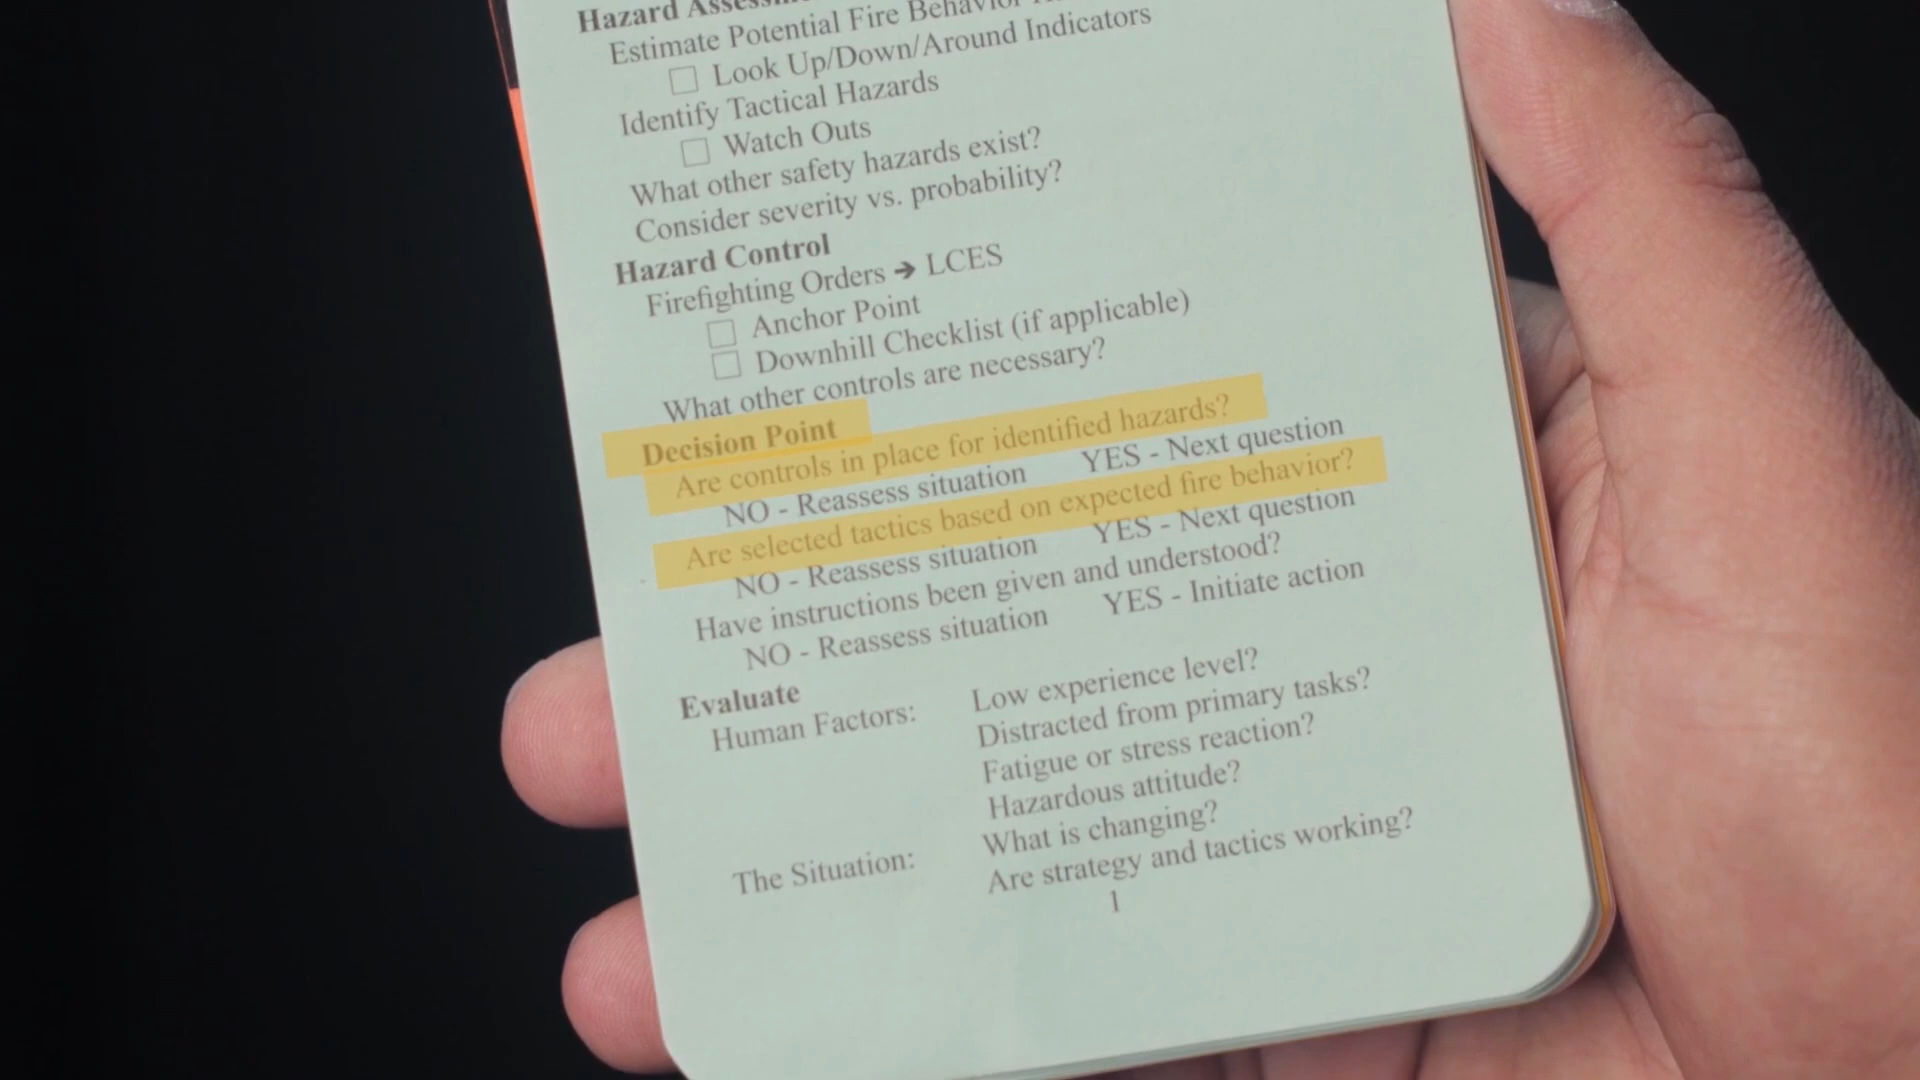 Hazard
Estimate Potential Fire Behavior
Look Up/Down/Around Indicators
Identify Tactical Hazards
Watch Outs
What other safety hazards exist?
Consider severity vs. probability?
Hazard Control
Firefighting Orders ➔ LCES
Anchor Point
Downhill Checklist (if applicable)
What other controls are necessary?
Decision Point
Are controls in place for identified hazards?
NO - Reassess situation YES - Next question
Are selected tactics based on expected fire behavior?
NO - Reassess situation YES - Next question
Have instructions been given and understood?
NO - Reassess situation YES - Initiate action
Evaluate
Human Factors: Low experience level?
Distracted from primary tasks?
Fatigue or stress reaction?
Hazardous attitude?
The Situation: What is changing?
Are strategy and tactics working?
1